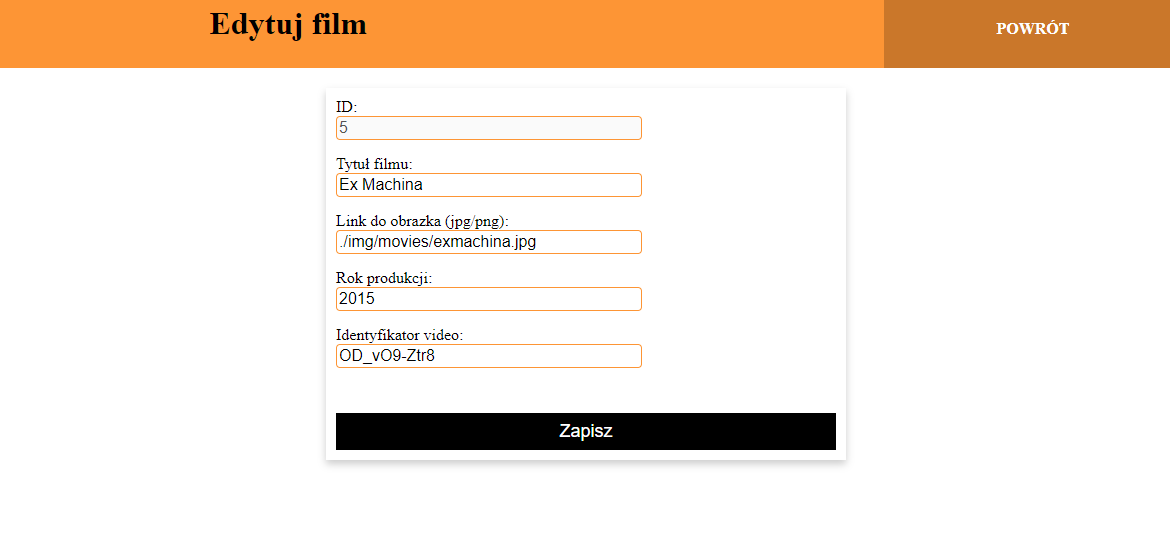 Edytuj film
POWRÓT
ID:
5
Tytuł filmu:
Ex Machina
Link do obrazka (jpg/png):
./img/movies/exmachina.jpg
Rok produkcji:
2015
Identyfikator video:
OD_vO9-Ztr8
Zapisz